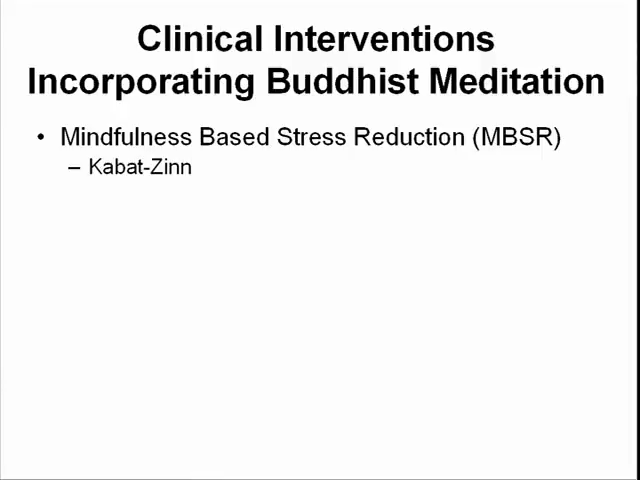 Clinical Interventions
Incorporating Buddhist Meditation
• Mindfulness Based Stress Reduction (MBSR)
– Kabat-Zinn